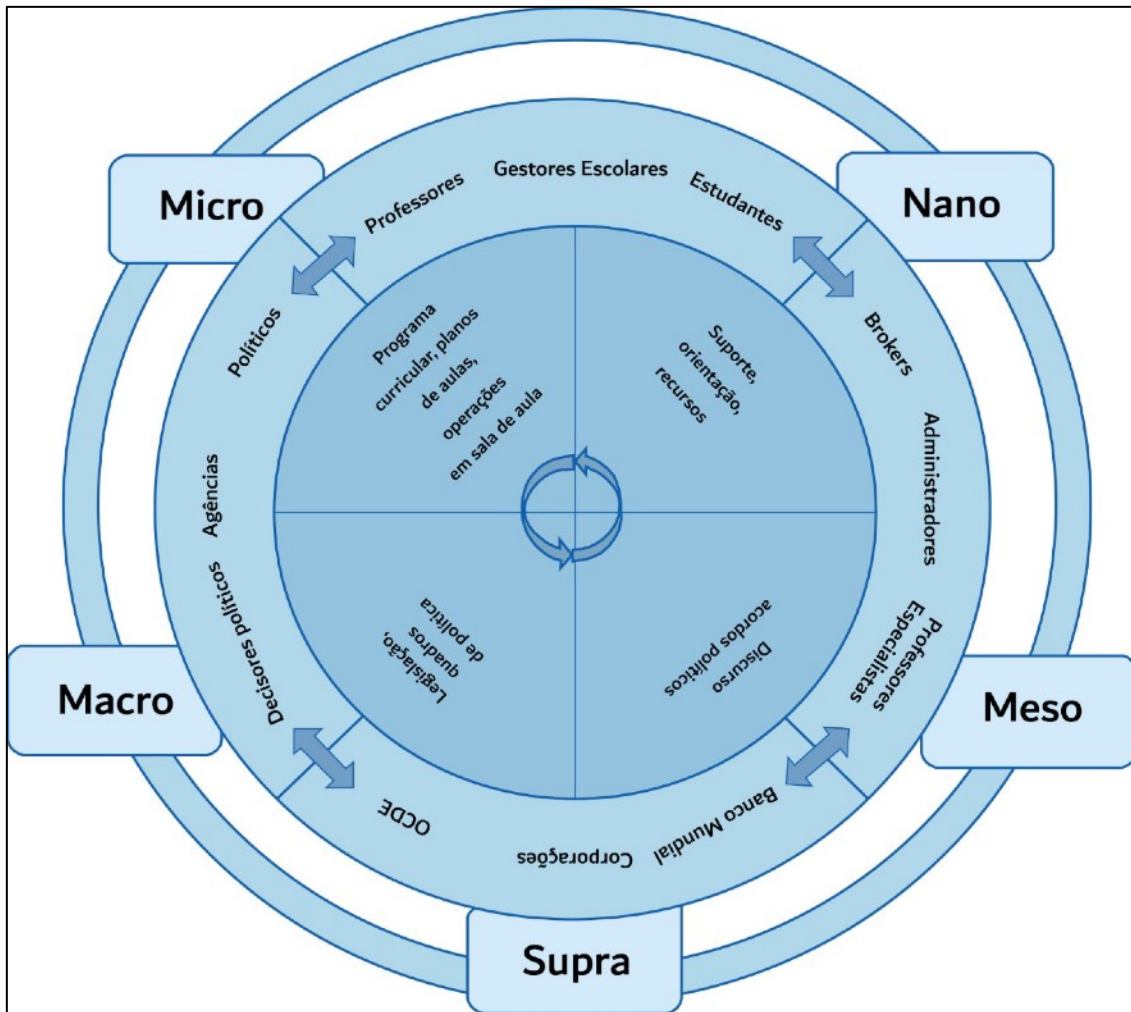 Micro
Nano
Macro
Meso
Supra
Professores
Gestores Escolares
Estudantes
Brokers
Administradores
Professores
Especialistas
Banco Mundial
Corporações
OCDE
Decisores políticos
Agências
Políticos
Programa
curricular, planos
de aulas,
operações
em sala de aula
Suporte,
orientação,
recursos
Discurso
acordos políticos
Legislação,
quadros
de política